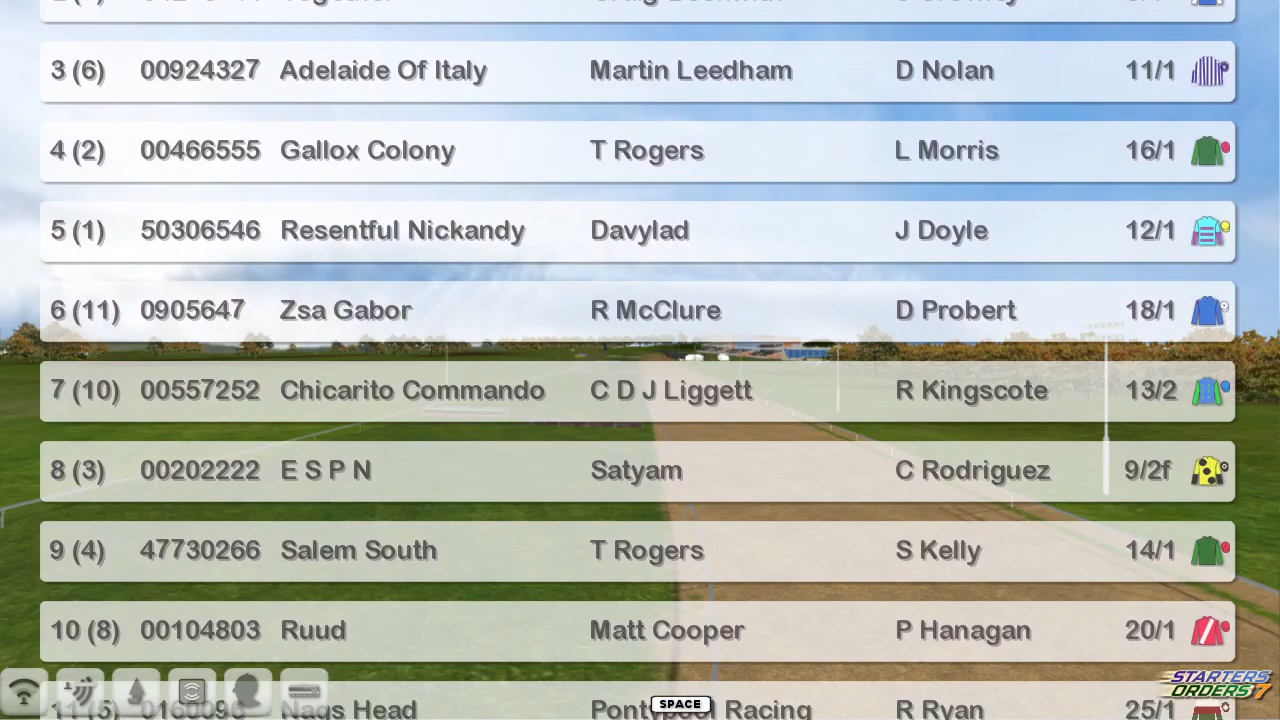 3 (6) 00924327 Adelaide Of Italy Martin Leedham D Nolan 11/1
4 (2) 00466555 Gallox Colony T Rogers L Morris 16/1
5 (1) 50306546 Resentful Nickandy Davylad J Doyle 12/1
6 (11) 0905647 Zsa Gabor R McClure D Probert 18/1
7 (10) 00557252 Chicarito Commando C D J Liggett R Kingscote 13/2
8 (3) 00202222 E S P N Satyam C Rodriguez 9/2f
9 (4) 47730266 Salem South T Rogers S Kelly 14/1
10 (8) 00104803 Ruud Matt Cooper P Hanagan 20/1
11 (5) Nags Head Racing R Ryan 25/1
SPACE
STARTERS
ORDERS 7